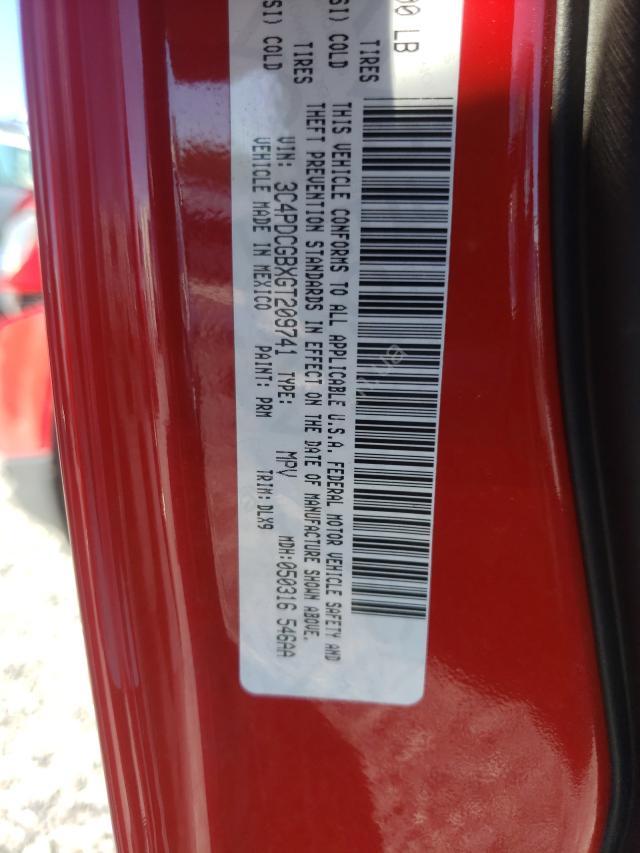 00 LB
TIRES
SI) COLD
TIRES
SI) COLD
THIS VEHICLE CONFORMS TO ALL APPLICABLE U.S.A. FEDERAL MOTOR VEHICLE SAFETY AND
THEFT PREVENTION STANDARDS IN EFFECT ON THE DATE OF MANUFACTURE SHOWN ABOVE.
VIN: 3C4PDCGBXGT209741 TYPE: MPV MDH:050316 546AA
VEHICLE MADE IN MEXICO PAINT: PRM TRIM:DLX9